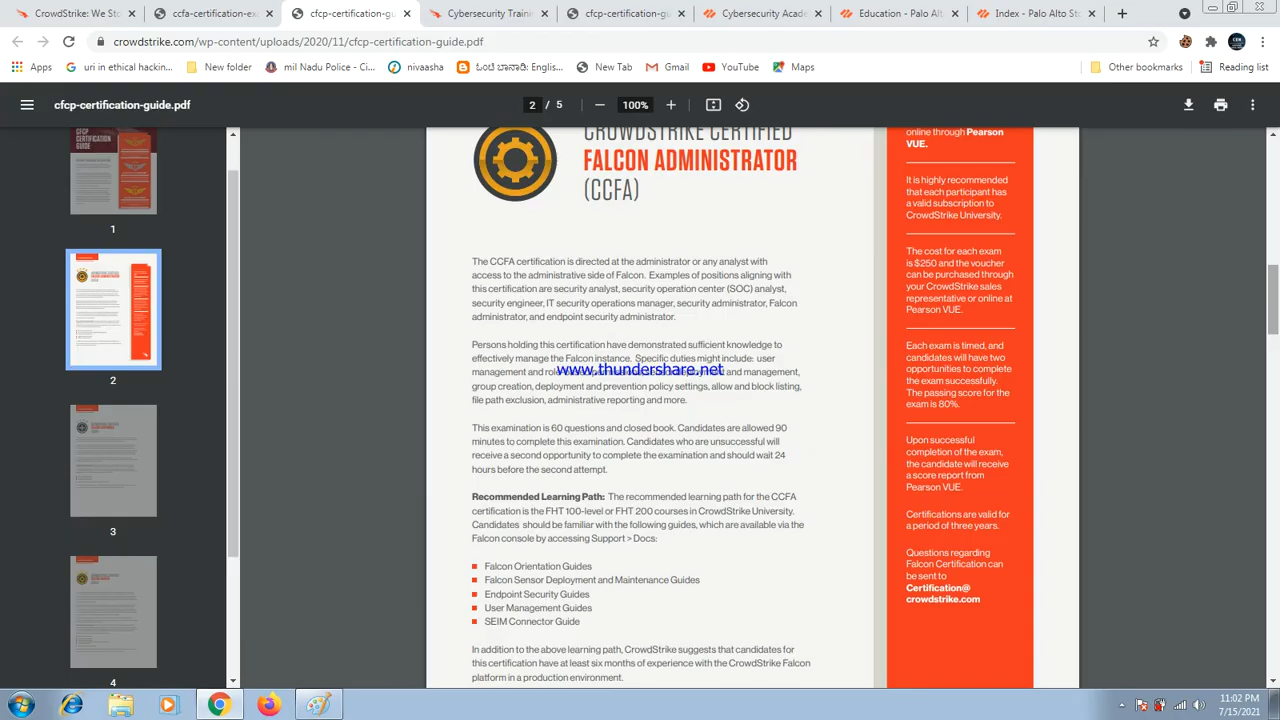 CrowdStrike: We Sto
ccfa-certification-ex
cfcp-certification-gu
Cybersecurity Traini
cfcp-certification-gu
Cybersecurity Acade
Education - Palo Alt
Index - Palo Alto St
crowdstrike.com/wp-content/uploads/2020/11/cfcp-certification-guide.pdf
Apps
uri in ethical hackin...
New folder
mil Nadu Police - Ci...
nivaasha
ಓಂಟಿ ಬಾನಾಡಿ: Englis...
New Tab
Gmail
YouTube
Maps
Other bookmarks
Reading list
cfcp-certification-guide.pdf
2 / 5
100%
CFCP
CERTIFICATION
GUIDE
1
2
3
4
CROWDSTRIKE CERTIFIED
FALCON ADMINISTRATOR
(CCFA)
The CCFA certification is directed at the administrator or any analyst with
access to the administrative side of Falcon. Examples of positions aligning with
this certification are security analyst, security operation center (SOC) analyst,
security engineer, IT security operations manager, security administrator, Falcon
administrator, and endpoint security administrator.
Persons holding this certification have demonstrated sufficient knowledge to
effectively manage the Falcon instance. Specific duties might include: user
management and role-based permissions, sensor deployment and management,
www.thundershare.net
group creation, deployment and prevention policy settings, allow and block listing,
file path exclusion, administrative reporting and more.
This examination is 60 questions and closed book. Candidates are allowed 90
minutes to complete this examination. Candidates who are unsuccessful will
receive a second opportunity to complete the examination and should wait 24
hours before the second attempt.
Recommended Learning Path: The recommended learning path for the CCFA
certification is the FHT 100-level or FHT 200 courses in CrowdStrike University.
Candidates should be familiar with the following guides, which are available via the
Falcon console by accessing Support > Docs:
Falcon Orientation Guides
Falcon Sensor Deployment and Maintenance Guides
Endpoint Security Guides
User Management Guides
SEIM Connector Guide
In addition to the above learning path, CrowdStrike suggests that candidates for
this certification have at least six months of experience with the CrowdStrike Falcon
platform in a production environment.
online through Pearson
VUE.
It is highly recommended
that each participant has
a valid subscription to
CrowdStrike University.
The cost for each exam
is $250 and the voucher
can be purchased through
your CrowdStrike sales
representative or online at
Pearson VUE.
Each exam is timed, and
candidates will have two
opportunities to complete
the exam successfully.
The passing score for the
exam is 80%.
Upon successful
completion of the exam,
the candidate will receive
a score report from
Pearson VUE.
Certifications are valid for
a period of three years.
Questions regarding
Falcon Certification can
be sent to
Certification@
crowdstrike.com
11:02 PM
7/15/2021